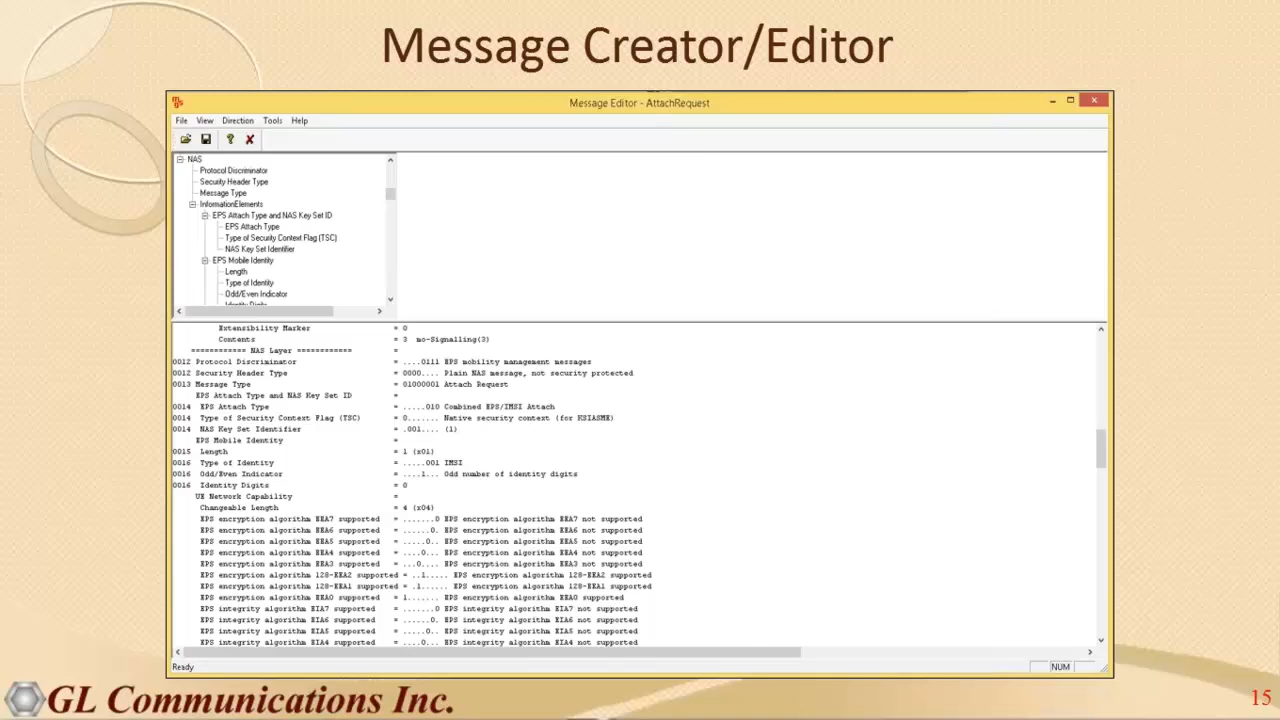 Message Creator/Editor
Message Editor - AttachRequest
File View Direction Tools Help
NAS
Protocol Discriminator
Security Header Type
Message Type
InformationElements
EPS Attach Type and NAS Key Set ID
EPS Attach Type
Type of Security Context Flag (TSC)
NAS Key Set Identifier
EPS Mobile Identity
Length
Type of Identity
Odd/Even Indicator
Identity Digits
Extensibility Marker = 0
Contents = 3 mo-Signalling(3)
============ NAS Layer ============ =
0012 Protocol Discriminator = ....0111 EPS mobility management messages
0012 Security Header Type = 0000.... Plain NAS message, not security protected
0013 Message Type = 01000001 Attach Request
EPS Attach Type and NAS Key Set ID =
0014 EPS Attach Type = .....010 Combined EPS/IMSI Attach
0014 Type of Security Context Flag (TSC) = 0....... Native security context (for KSIASME)
0014 NAS Key Set Identifier = .001.... (1)
EPS Mobile Identity =
0015 Length = 1 (x01)
0016 Type of Identity = .....001 IMSI
0016 Odd/Even Indicator = ....1... Odd number of identity digits
0016 Identity Digits = 0
UE Network Capability =
Changeable Length = 4 (x04)
EPS encryption algorithm EEA7 supported = .......0 EPS encryption algorithm EEA7 not supported
EPS encryption algorithm EEA6 supported = ......0. EPS encryption algorithm EEA6 not supported
EPS encryption algorithm EEA5 supported = .....0.. EPS encryption algorithm EEA5 not supported
EPS encryption algorithm EEA4 supported = ....0... EPS encryption algorithm EEA4 not supported
EPS encryption algorithm EEA3 supported = ...0.... EPS encryption algorithm EEA3 not supported
EPS encryption algorithm 128-EEA2 supported = ..1..... EPS encryption algorithm 128-EEA2 supported
EPS encryption algorithm 128-EEA1 supported = .1...... EPS encryption algorithm 128-EEA1 supported
EPS encryption algorithm EEA0 supported = 1....... EPS encryption algorithm EEA0 supported
EPS integrity algorithm EIA7 supported = .......0 EPS integrity algorithm EIA7 not supported
EPS integrity algorithm EIA6 supported = ......0. EPS integrity algorithm EIA6 not supported
EPS integrity algorithm EIA5 supported = .....0.. EPS integrity algorithm EIA5 not supported
EPS integrity algorithm EIA4 supported = ....0... EPS integrity algorithm EIA4 not supported
Ready NUM
GL Communications Inc.
15